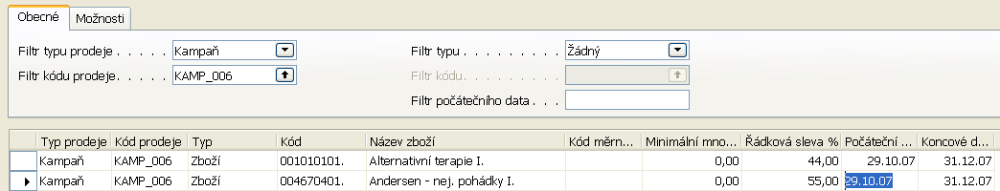 Obecné Možnosti
Filtr typu prodeje . . . . . Kampaň Filtr typu . . . . . . . . . Žádný
Filtr kódu prodeje. . . . . KAMP_006 Filtr kódu. . . . . . . . .
Filtr počátečního data . . .
Typ prodeje Kód prodeje Typ Kód Název zboží Kód měrn... Minimální mno... Řádková sleva % Počáteční ... Koncové d...
Kampaň KAMP_006 Zboží 001010101. Alternativní terapie I. 0,00 44,00 29.10.07 31.12.07
Kampaň KAMP_006 Zboží 004670401. Andersen - nej. pohádky I. 0,00 55,00 29.10.07 31.12.07